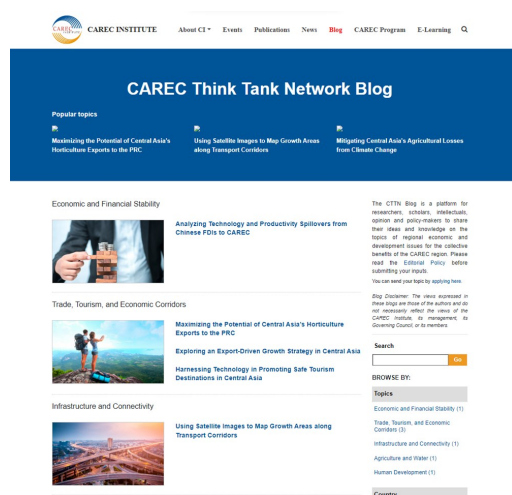 CAREC INSTITUTE
About CI
Events
Publications
News
Blog
CAREC Program
E-Learning
CAREC Think Tank Network Blog
Popular topics
Maximizing the Potential of Central Asia's
Horticulture Exports to the PRC
Using Satellite Images to Map Growth Areas
along Transport Corridors
Mitigating Central Asia's Agricultural Losses
from Climate Change
Economic and Financial Stability
Analyzing Technology and Productivity Spillovers from
Chinese FDIs to CAREC
Trade, Tourism, and Economic Corridors
Maximizing the Potential of Central Asia's Horticulture
Exports to the PRC
Exploring an Export-Driven Growth Strategy in Central Asia
Harnessing Technology in Promoting Safe Tourism
Destinations in Central Asia
Infrastructure and Connectivity
Using Satellite Images to Map Growth Areas along
Transport Corridors
The CTTN Blog is a platform for
researchers, scholars, intellectuals,
opinion and policy-makers to share
their ideas and knowledge on the
topics of regional economic and
development issues for the collective
benefits of the CAREC region. Please
read the Editorial Policy before
submitting your inputs.
You can send your topic by applying here.
Blog Disclaimer: The views expressed in
these blogs are those of the authors and do
not necessarily reflect the views of the
CAREC Institute, its management, its
Governing Council, or its members.
Search
Go
BROWSE BY:
Topics
Economic and Financial Stability (1)
Trade, Tourism, and Economic
Corridors (3)
Infrastructure and Connectivity (1)
Agriculture and Water (1)
Human Development (1)
Country